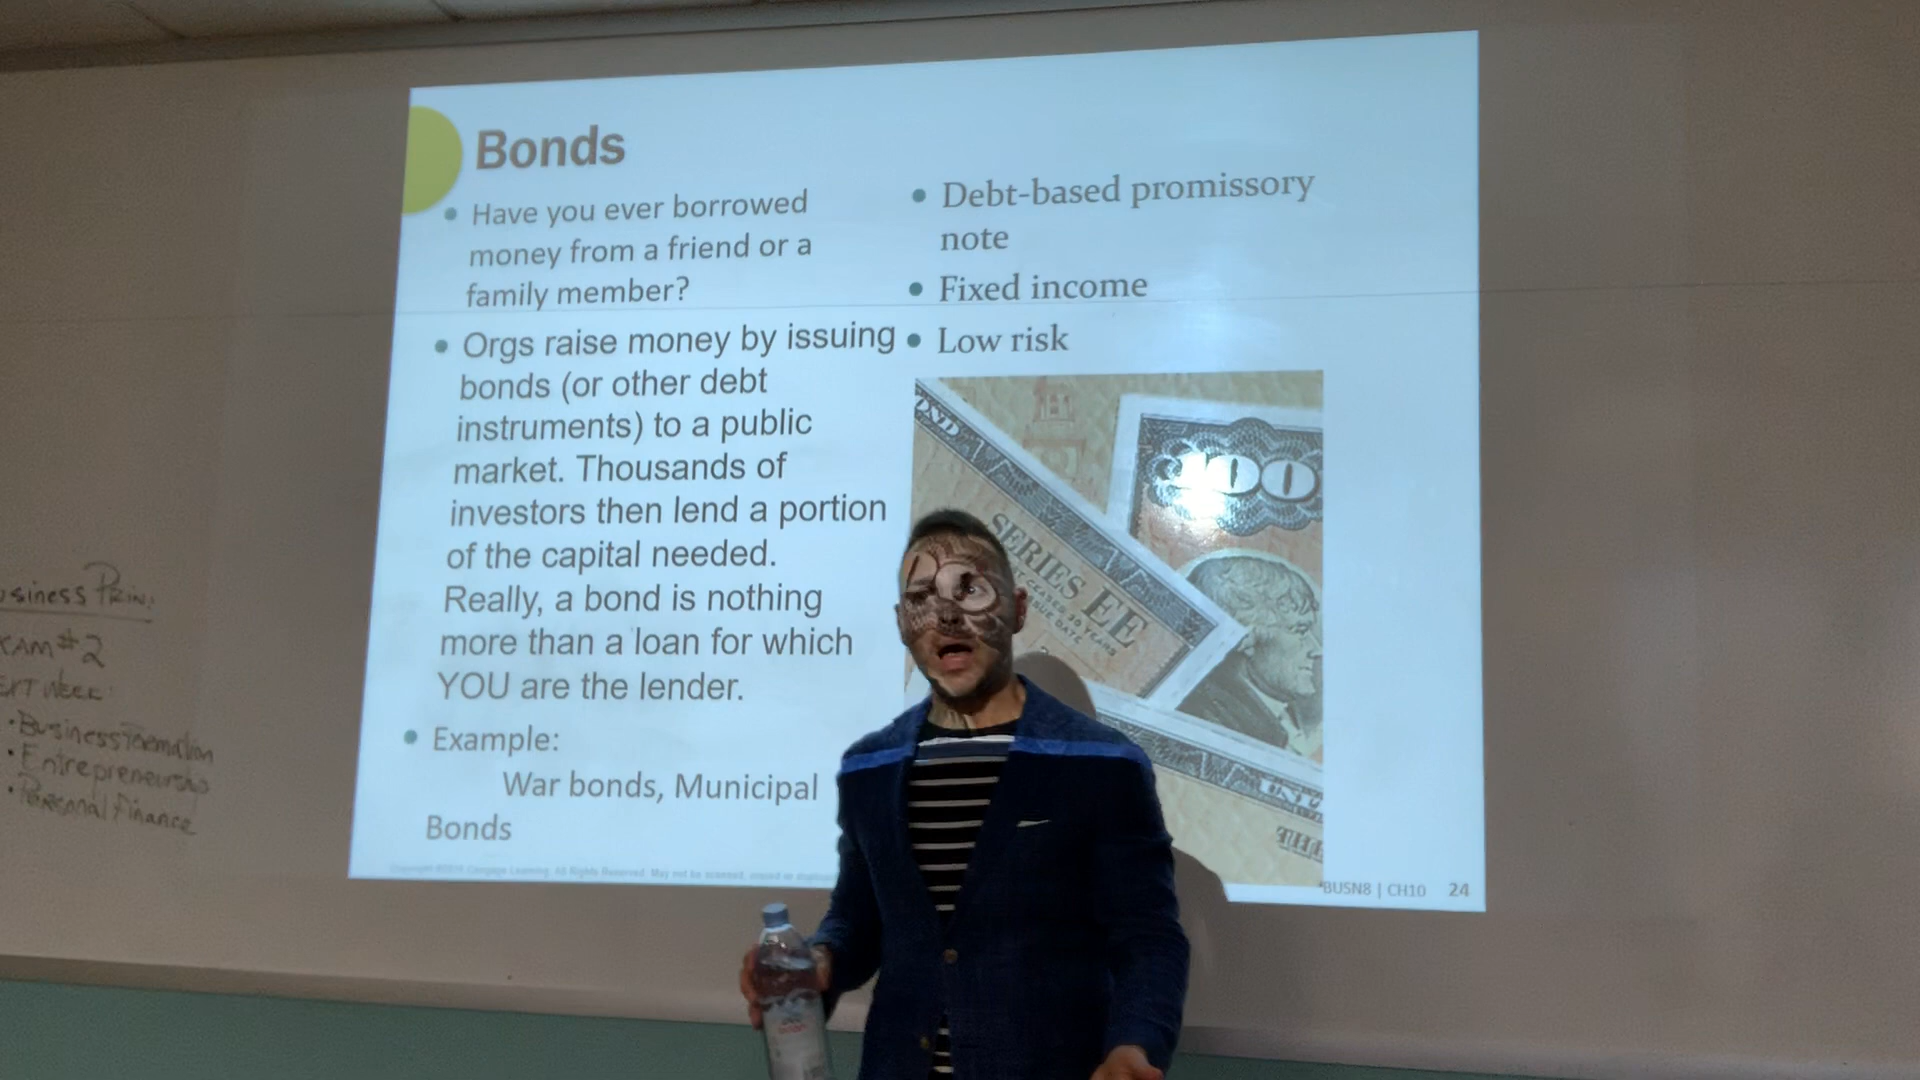 Bonds
Have you ever borrowed
money from a friend or a
family member?
Orgs raise money by issuing
bonds (or other debt
instruments) to a public
market. Thousands of
investors then lend a portion
of the capital needed.
Really, a bond is nothing
more than a loan for which
YOU are the lender.
Example:
War bonds, Municipal
Bonds
Debt-based promissory
note
Fixed income
Low risk
100
SERIES EE
30 YEARS
BUSN8 | CH10 24
#2
Business Formation
Entrepreneurship
Personal Finance